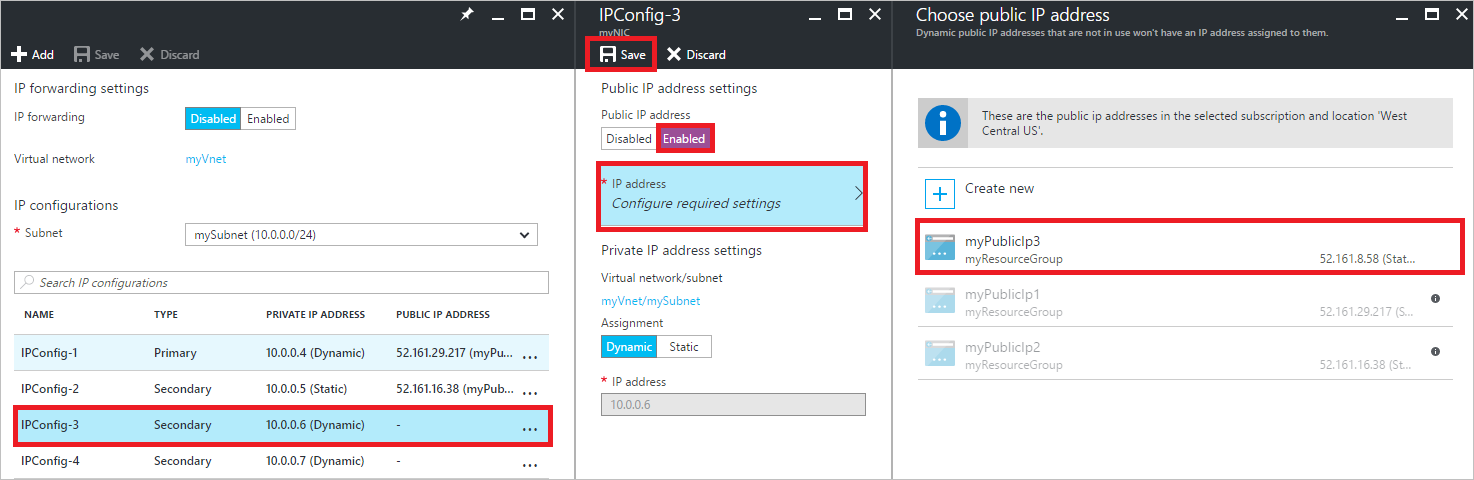 Add Save Discard
IP forwarding settings
IP forwarding Disabled Enabled
Virtual network myVnet
IP configurations
* Subnet mySubnet (10.0.0.0/24)
Search IP configurations
NAME TYPE PRIVATE IP ADDRESS PUBLIC IP ADDRESS
IPConfig-1 Primary 10.0.0.4 (Dynamic) 52.161.29.217 (myPu... ...
IPConfig-2 Secondary 10.0.0.5 (Static) 52.161.16.38 (myPub... ...
IPConfig-3 Secondary 10.0.0.6 (Dynamic) - ...
IPConfig-4 Secondary 10.0.0.7 (Dynamic) - ...
IPConfig-3
myNIC
Save Discard
Public IP address settings
Public IP address
Disabled Enabled
* IP address
Configure required settings
Private IP address settings
Virtual network/subnet
myVnet/mySubnet
Assignment
Dynamic Static
* IP address
10.0.0.6
Choose public IP address
Dynamic public IP addresses that are not in use won't have an IP address assigned to them.
These are the public ip addresses in the selected subscription and location 'West
Central US'.
Create new
myPublicIp3
myResourceGroup 52.161.8.58 (Stat...
myPublicIp1
myResourceGroup 52.161.29.217 (S...
myPublicIp2
myResourceGroup 52.161.16.38 (St...